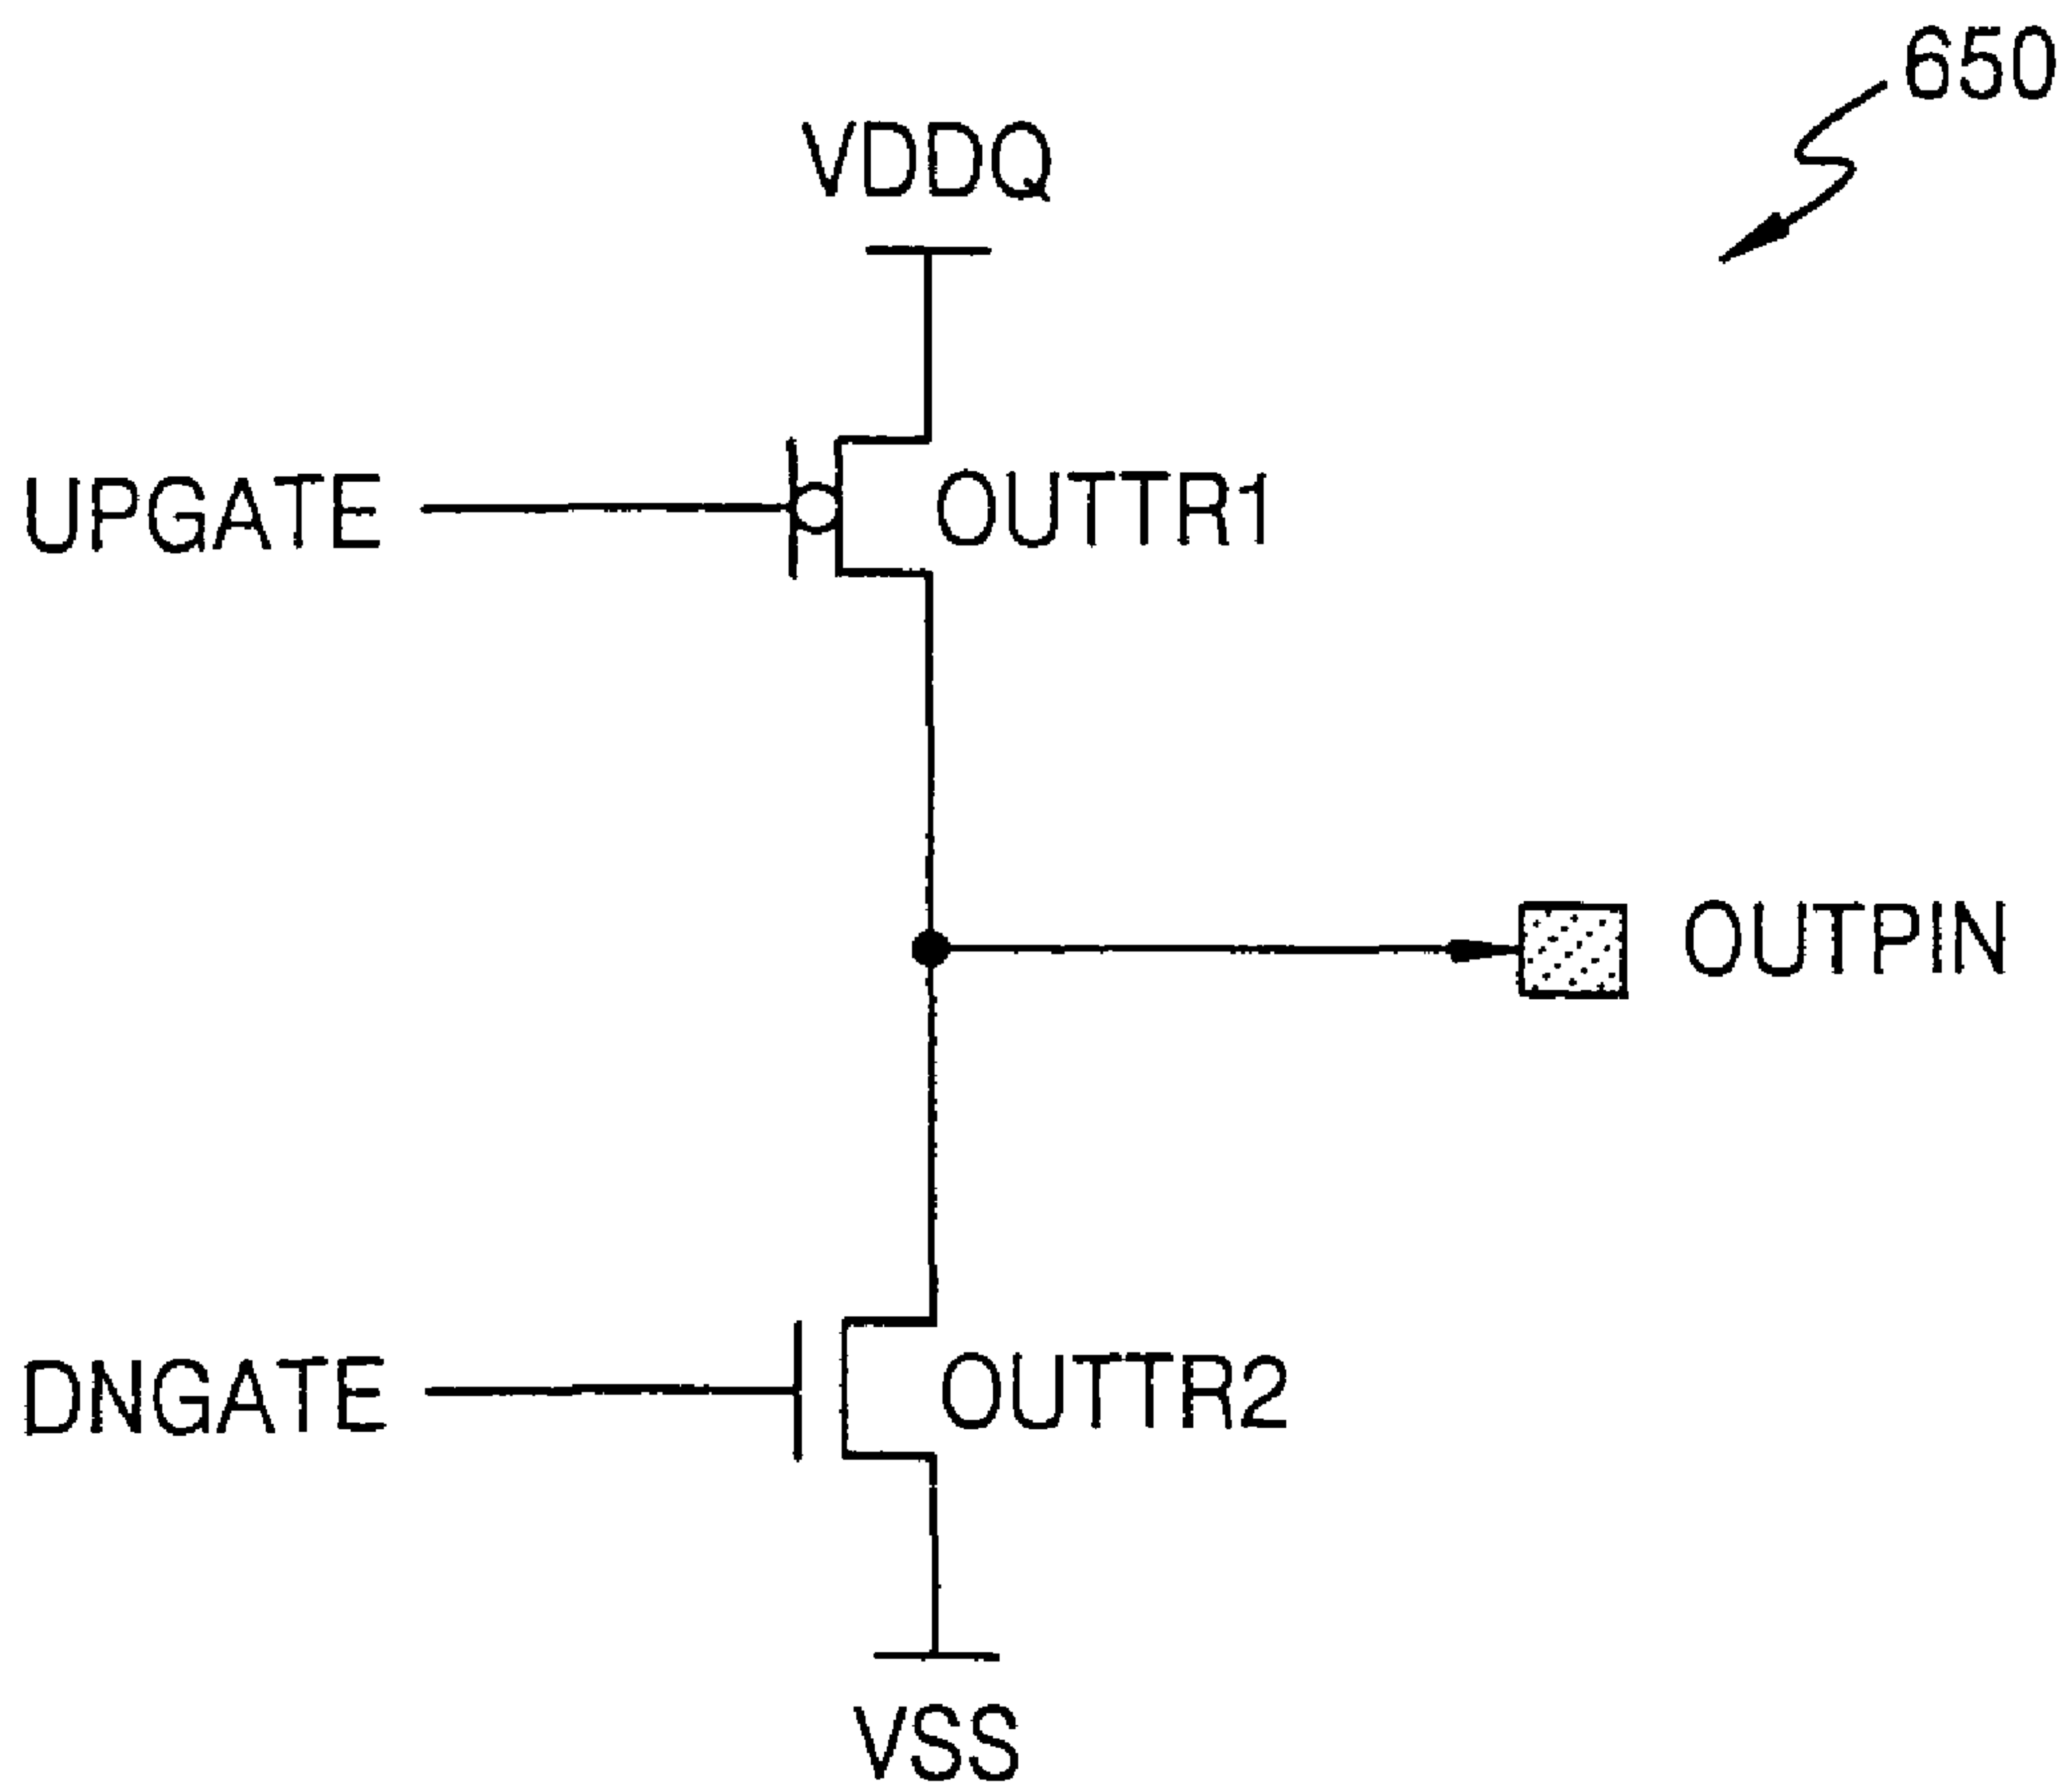 650
VDDQ
UPGATE
OUTTR1
OUTPIN
DNGATE
OUTTR2
VSS